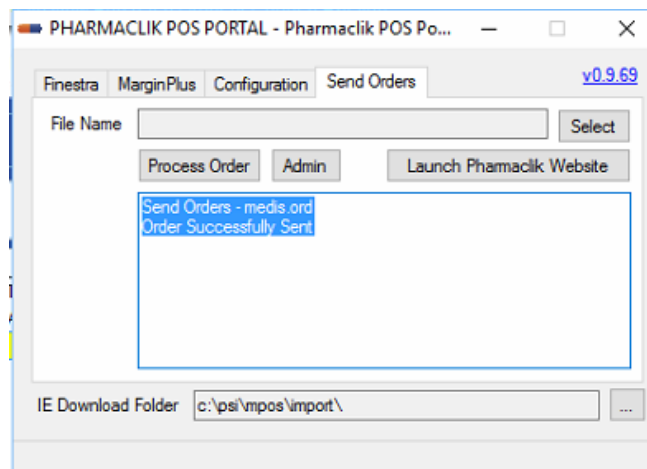 PHARMACLIK POS PORTAL - Pharmaclik POS Po...
Finestra MarginPlus Configuration Send Orders v0.9.69
File Name Select
Process Order Admin Launch Pharmaclik Website
Send Orders - medis.ord
Order Successfully Sent
IE Download Folder c:\psi\mpos\import\ ...